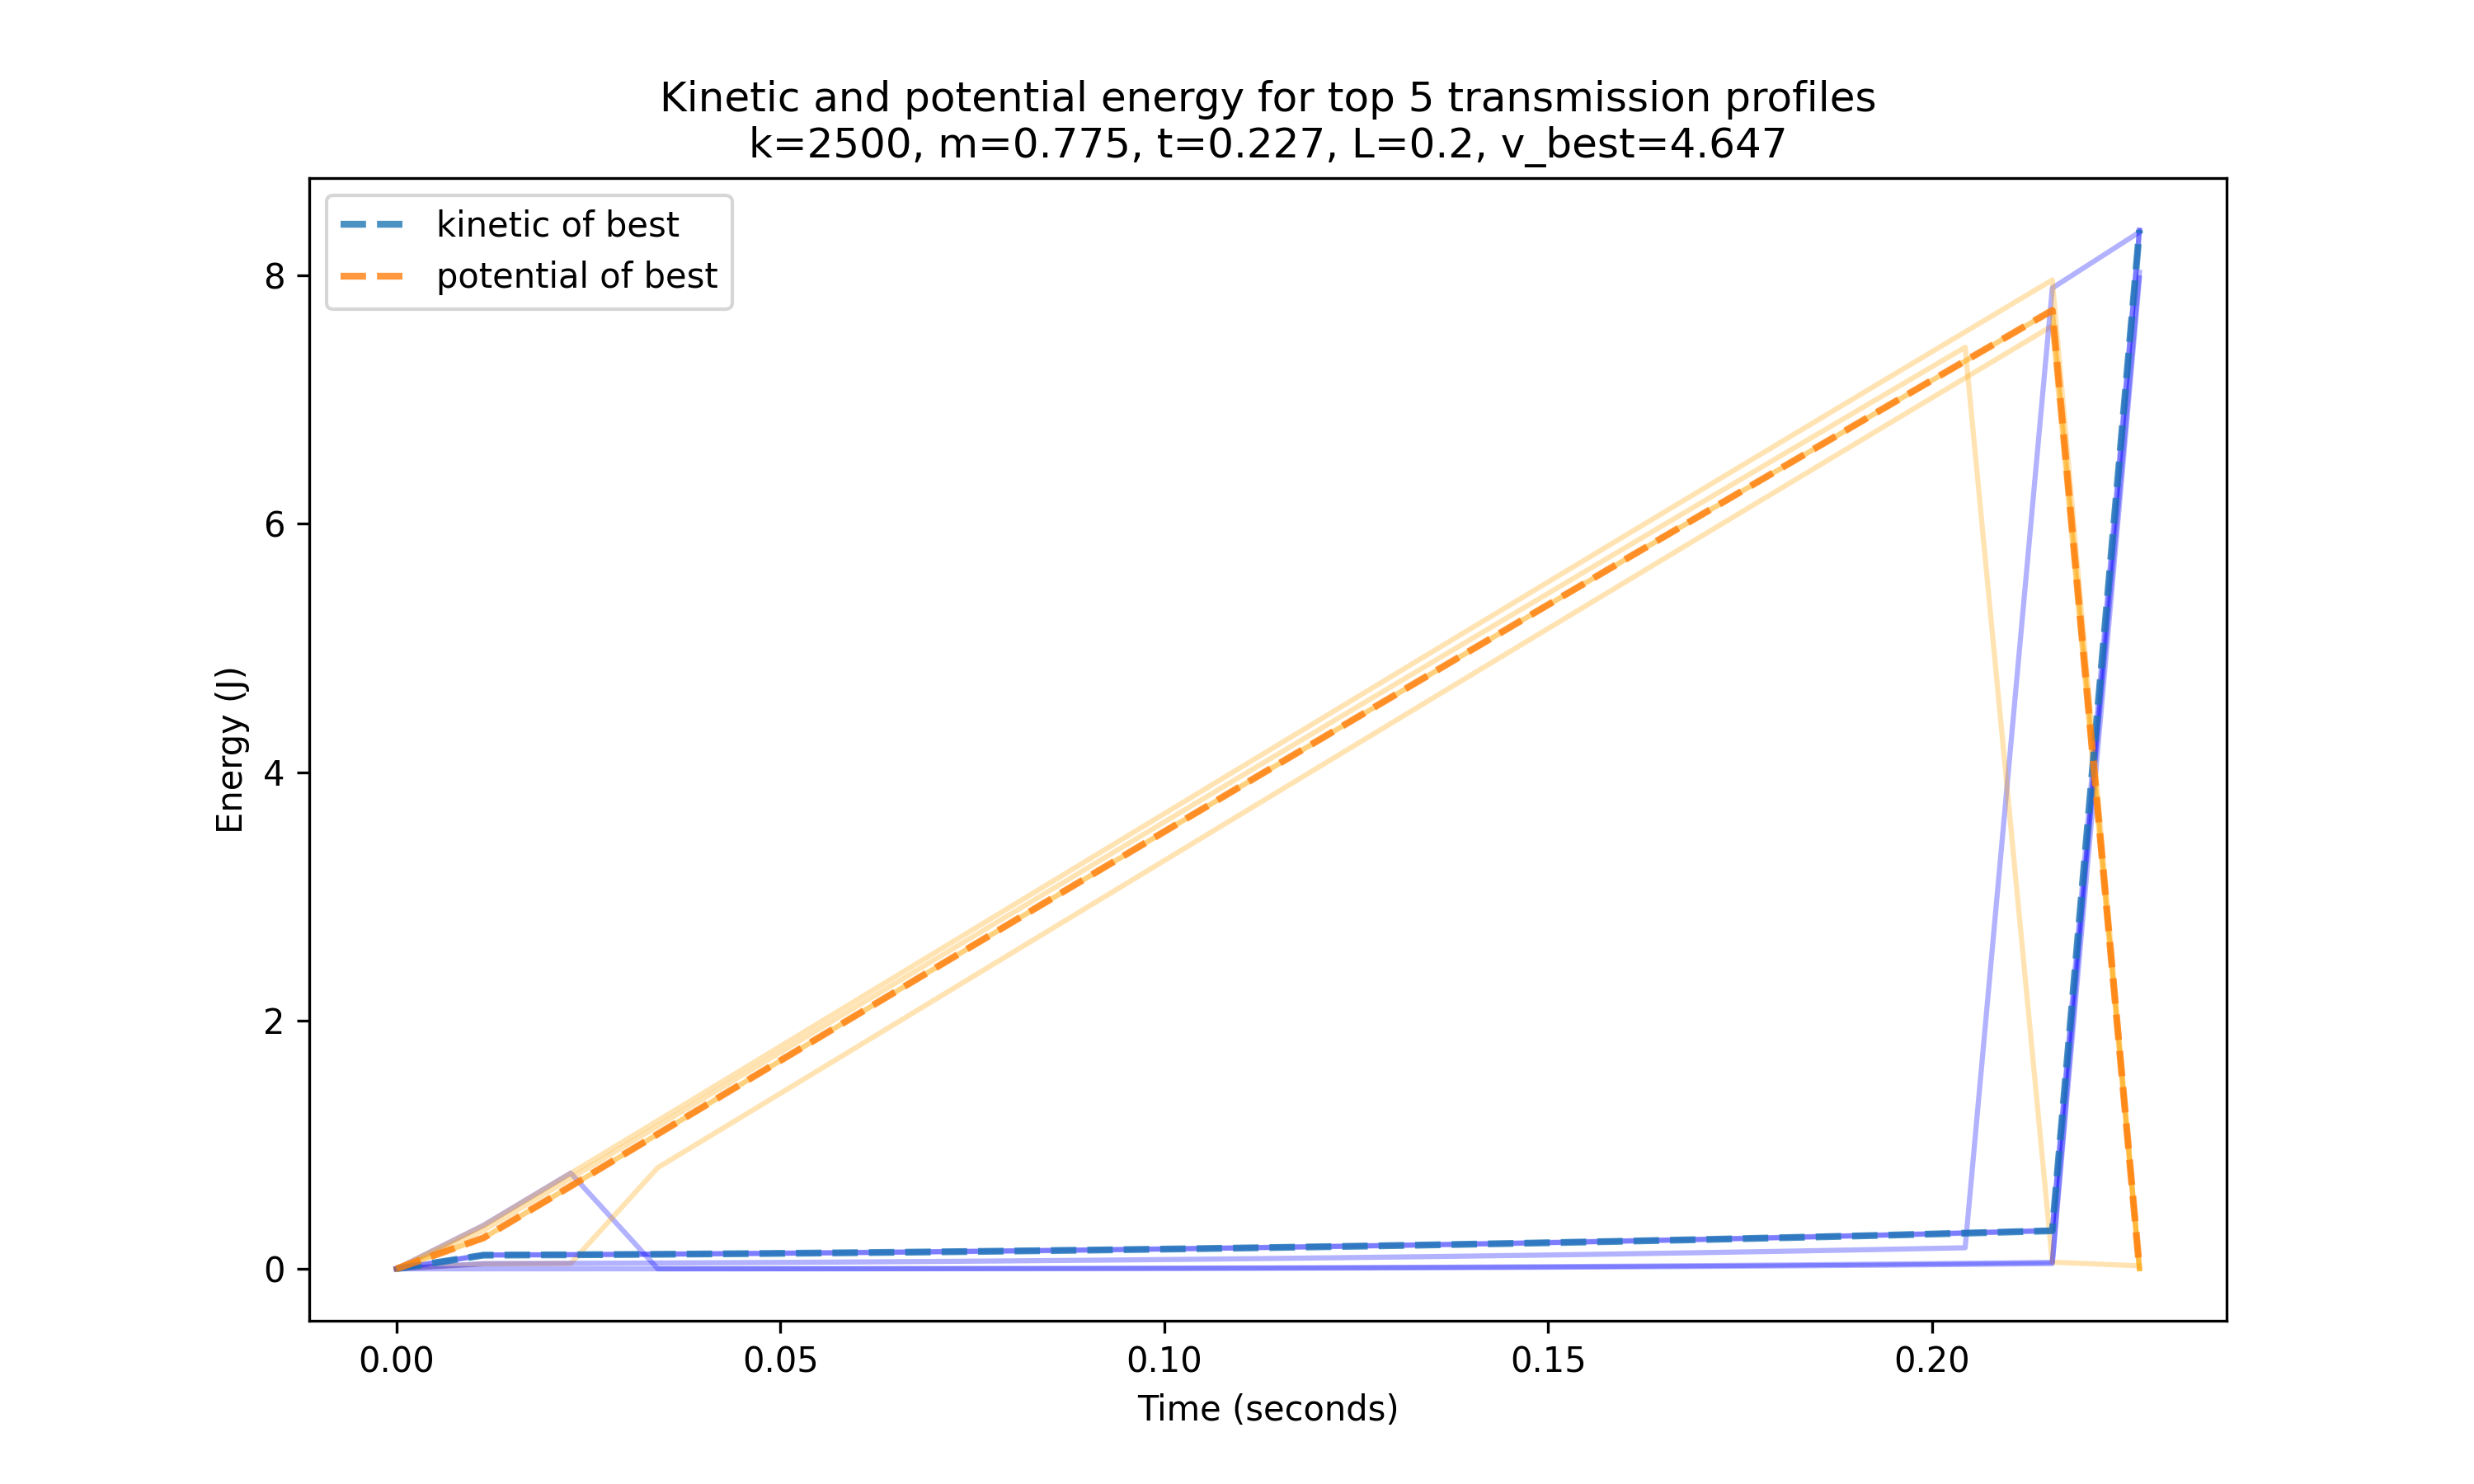 Kinetic and potential energy for top 5 transmission profiles
k=2500, m=0.775, t=0.227, L=0.2, v_best=4.647
kinetic of best
potential of best
8
6
4
2
0
Energy (J)
0.00 0.05 0.10 0.15 0.20
Time (seconds)